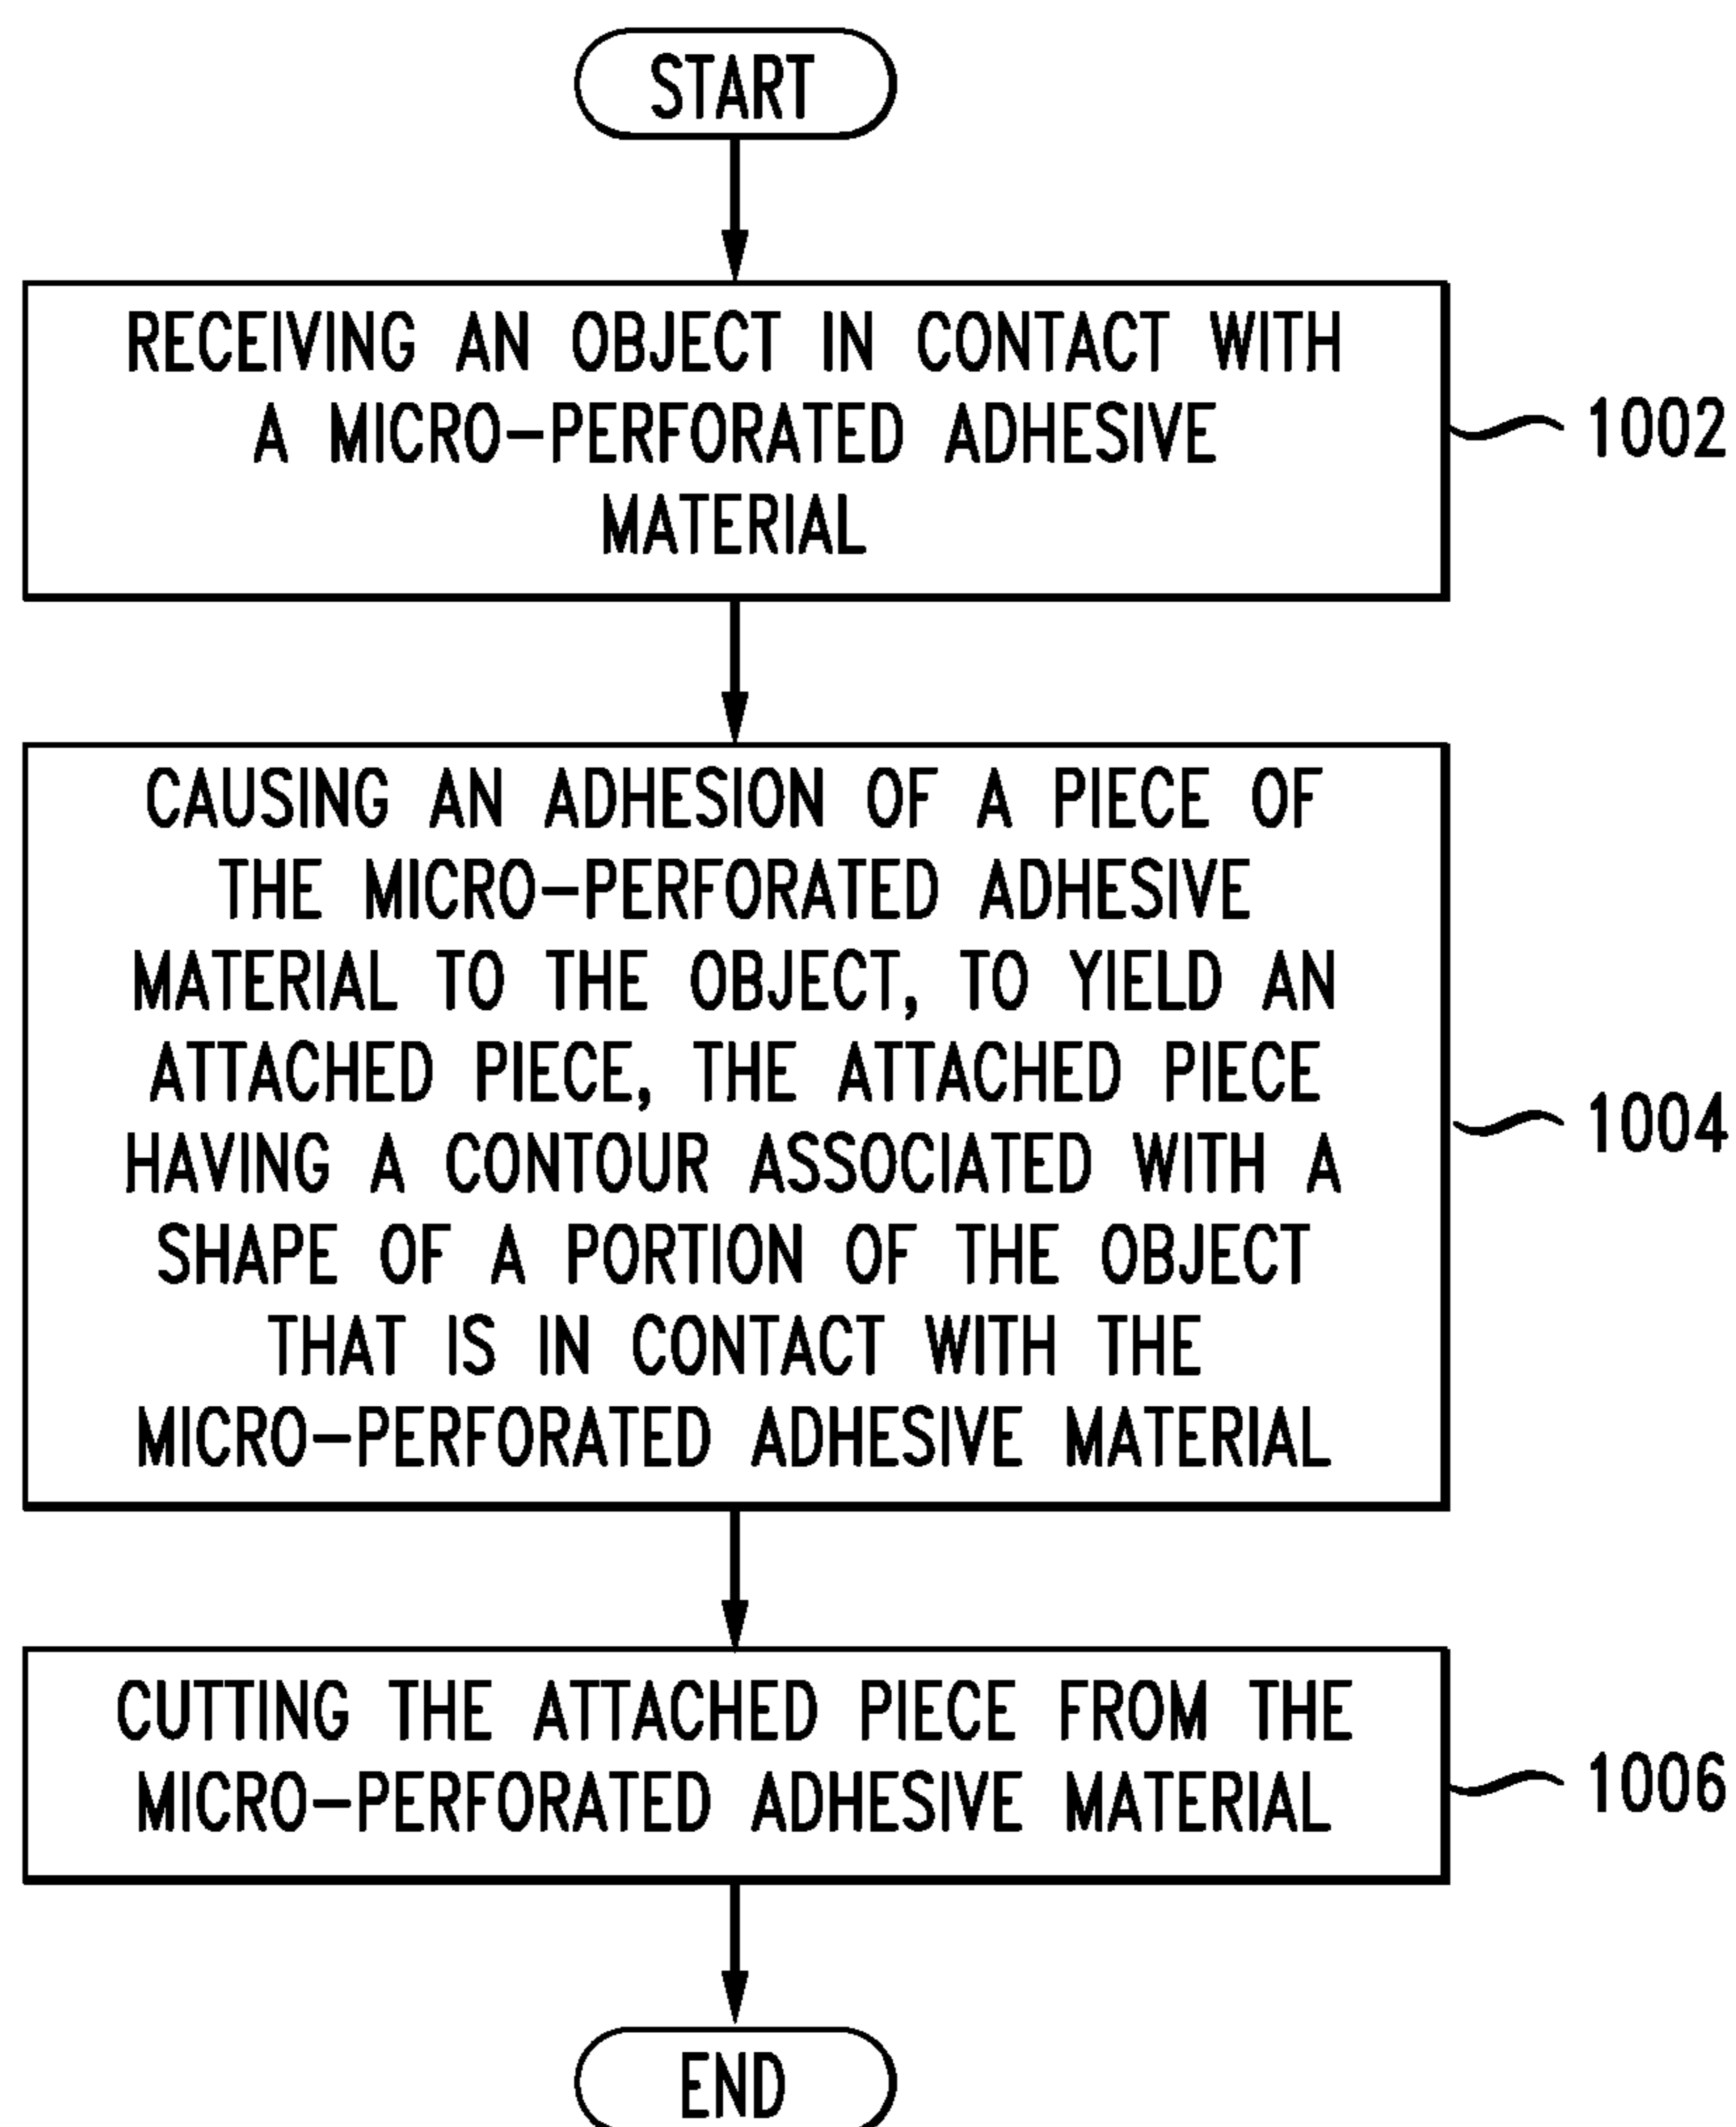 START
RECEIVING AN OBJECT IN CONTACT WITH
A MICRO-PERFORATED ADHESIVE
MATERIAL
1002
CAUSING AN ADHESION OF A PIECE OF
THE MICRO-PERFORATED ADHESIVE
MATERIAL TO THE OBJECT, TO YIELD AN
ATTACHED PIECE, THE ATTACHED PIECE
HAVING A CONTOUR ASSOCIATED WITH A
SHAPE OF A PORTION OF THE OBJECT
THAT IS IN CONTACT WITH THE
MICRO-PERFORATED ADHESIVE MATERIAL
1004
CUTTING THE ATTACHED PIECE FROM THE
MICRO-PERFORATED ADHESIVE MATERIAL
1006
END